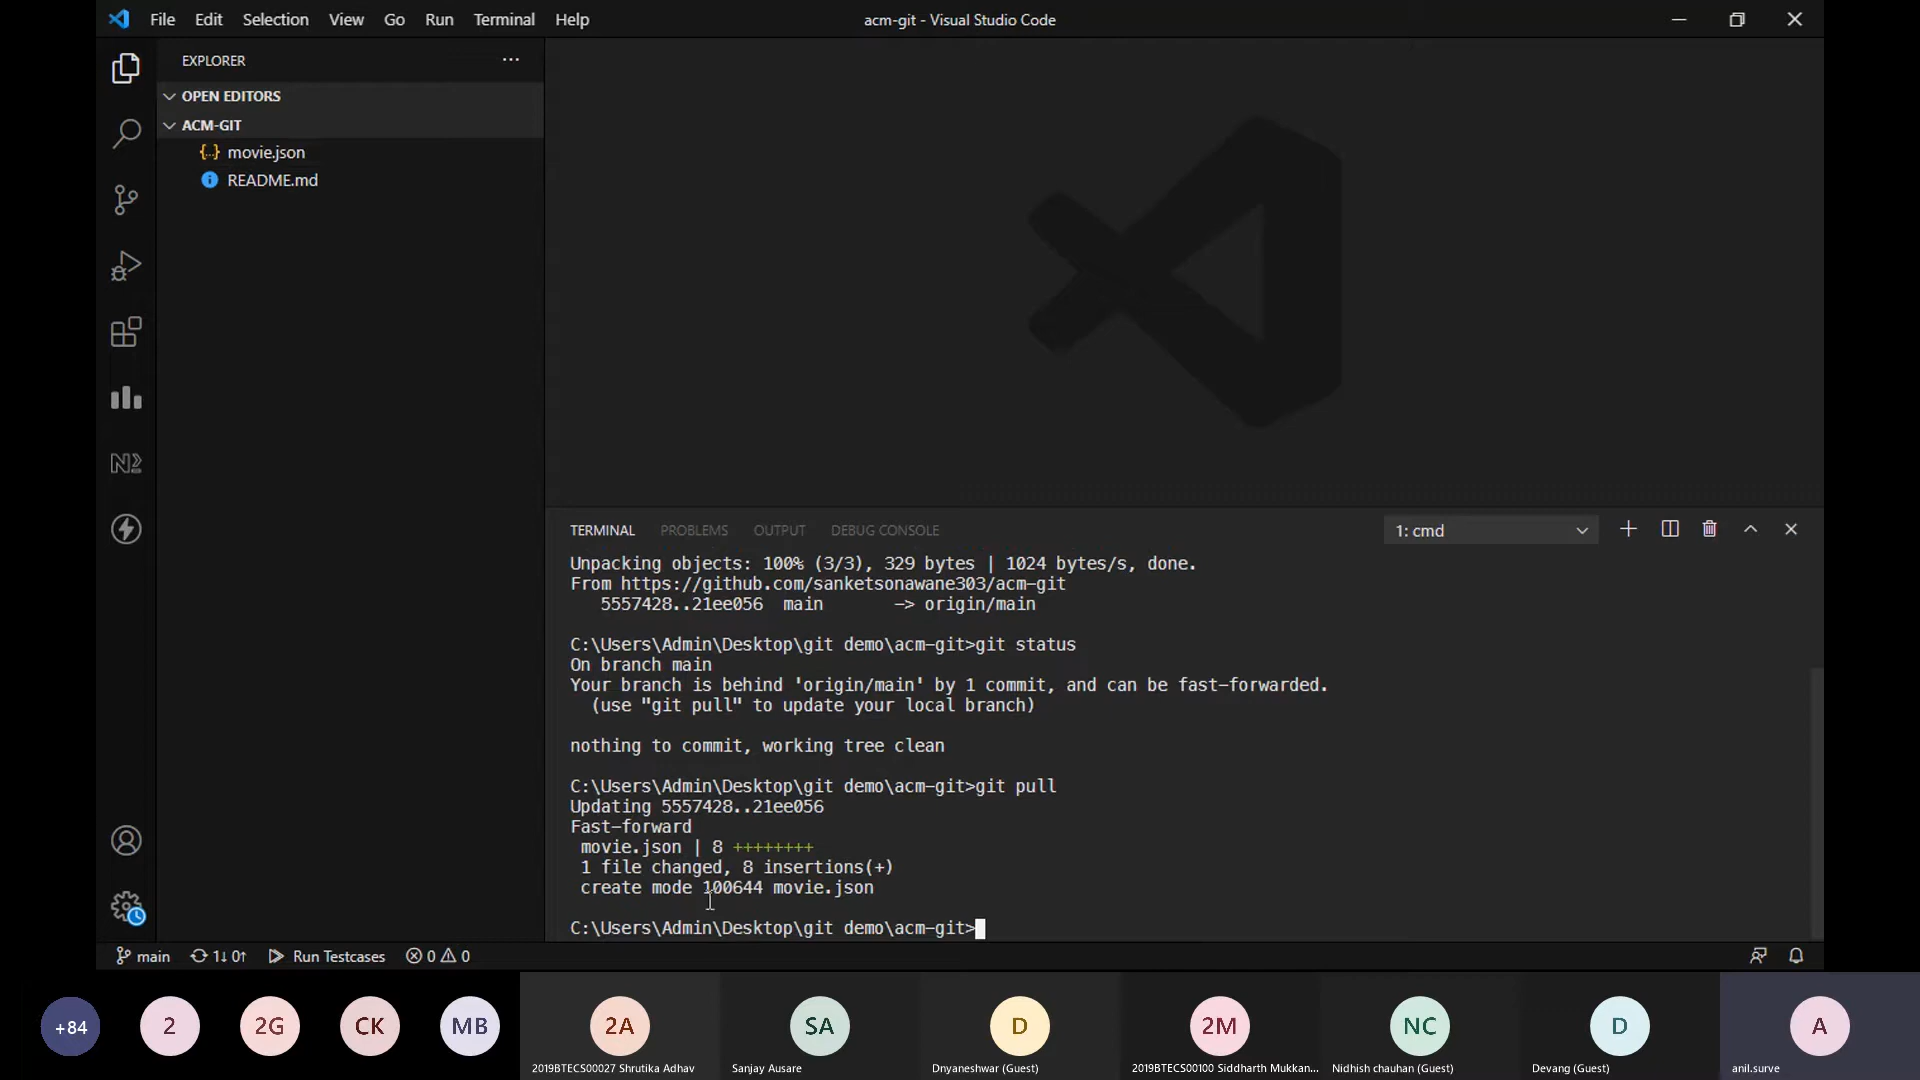 File Edit Selection View Go Run Terminal Help
acm-git - Visual Studio Code
EXPLORER
OPEN EDITORS
ACM-GIT
movie.json
README.md
TERMINAL PROBLEMS OUTPUT DEBUG CONSOLE
1: cmd
Unpacking objects: 100% (3/3), 329 bytes | 1024 bytes/s, done.
From https://github.com/sanketsonawane303/acm-git
5557428..21ee056 main -> origin/main
C:\Users\Admin\Desktop\git demo\acm-git>git status
On branch main
Your branch is behind 'origin/main' by 1 commit, and can be fast-forwarded.
(use "git pull" to update your local branch)
nothing to commit, working tree clean
C:\Users\Admin\Desktop\git demo\acm-git>git pull
Updating 5557428..21ee056
Fast-forward
movie.json | 8 ++++++++
1 file changed, 8 insertions(+)
create mode 100644 movie.json
C:\Users\Admin\Desktop\git demo\acm-git>
main 1↓ 0↑ Run Testcases 0 0
+84 2 2G CK MB 2A SA D 2M NC D A
2019BTECS00027 Shrutika Adhav Sanjay Ausare Dnyaneshwar (Guest) 2019BTECS00100 Siddharth Mukkan... Nidhish chauhan (Guest) Devang (Guest) anil.surve